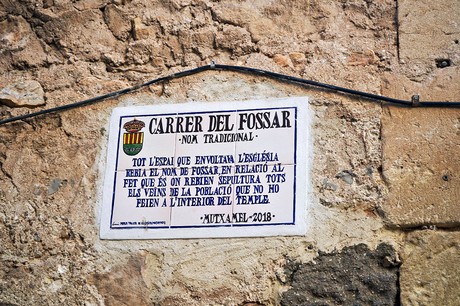 CARRER DEL FOSSAR
·NOM TRADICIONAL·
TOT L'ESPAI QUE ENVOLTAVA L'ESGLÉSIA
REBIA EL NOM DE FOSSAR, EN RELACIÓ AL
FET QUE ÉS ON REBIEN SEPULTURA TOTS
ELS VEÏNS DE LA POBLACIÓ QUE NO HO
FEIEN A L'INTERIOR DEL TEMPLE.
·MUTXAMEL·2018·